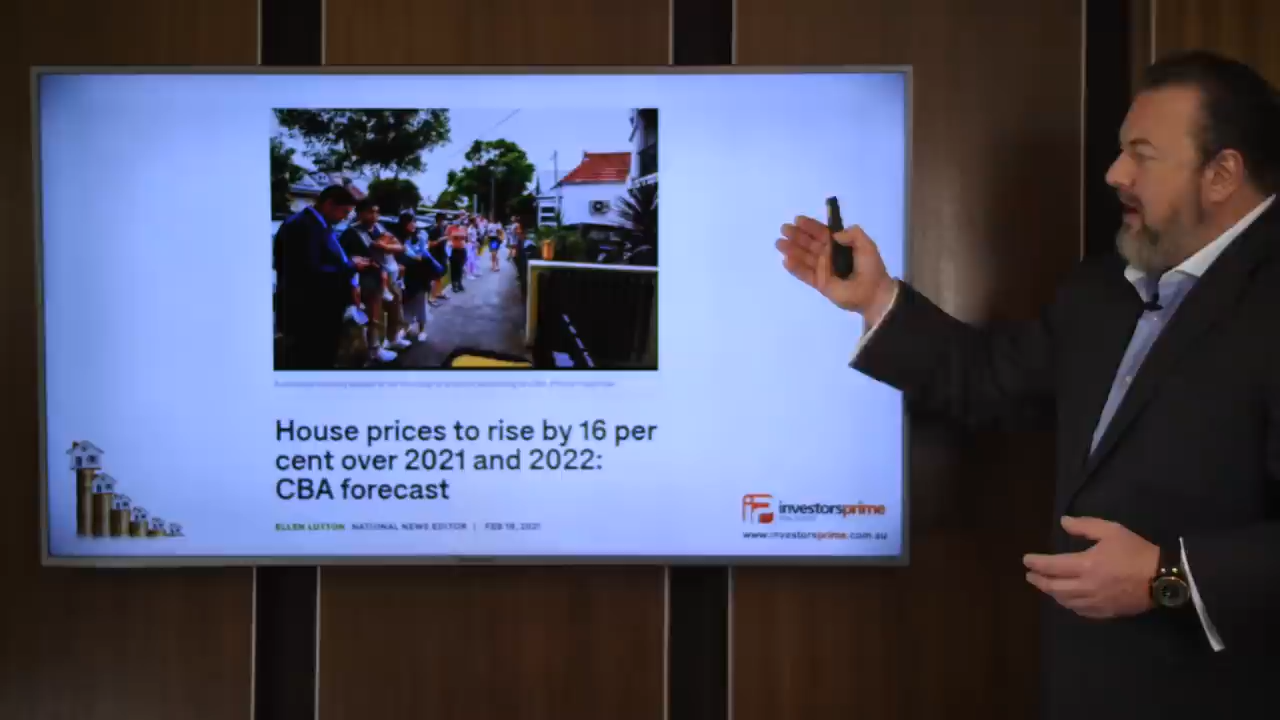 House prices to rise by 16 per
cent over 2021 and 2022:
CBA forecast
ELLEN LUTTON NATIONAL NEWS EDITOR | FEB 18, 2021
investorsprime
www.investorsprime.com.au